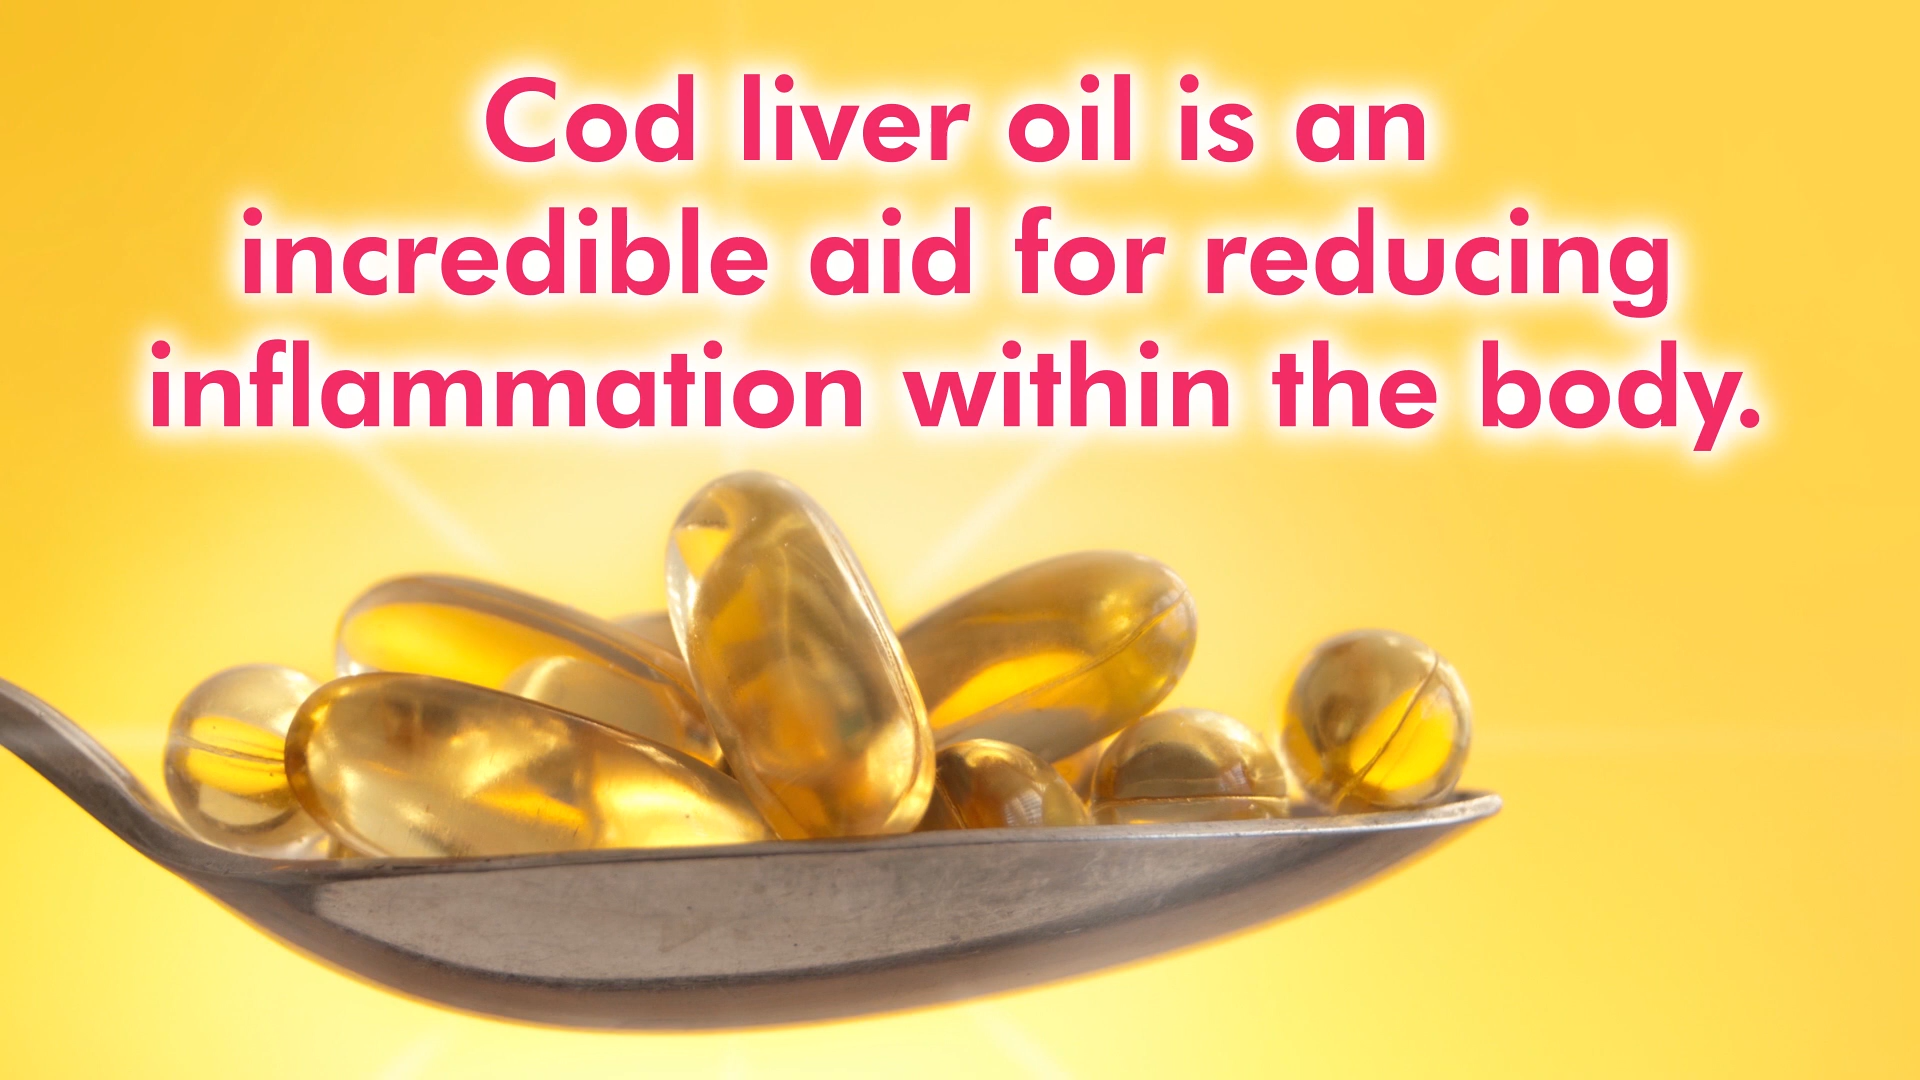 Cod liver oil is an
incredible aid for reducing
inflammation within the body.